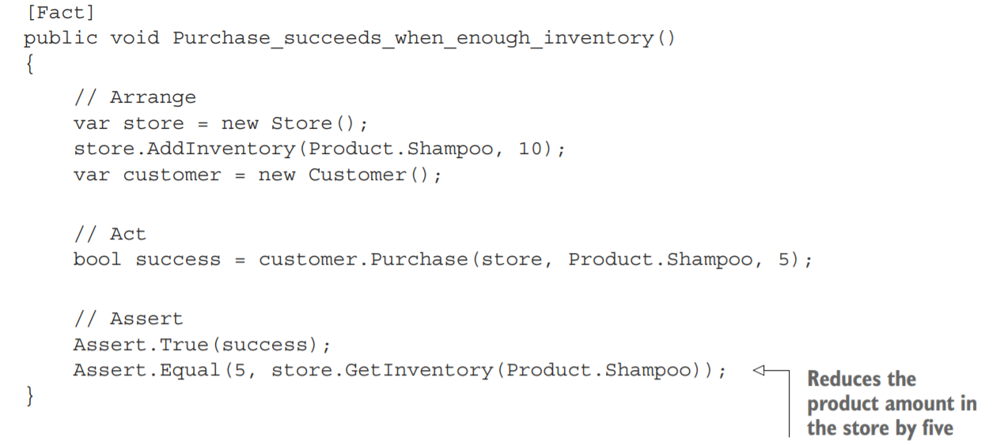 [Fact]
public void Purchase_succeeds_when_enough_inventory()
{
// Arrange
var store = new Store();
store.AddInventory(Product.Shampoo, 10);
var customer = new Customer();
// Act
bool success = customer.Purchase(store, Product.Shampoo, 5);
// Assert
Assert.True(success);
Assert.Equal(5, store.GetInventory(Product.Shampoo));
}
Reduces the
product amount in
the store by five